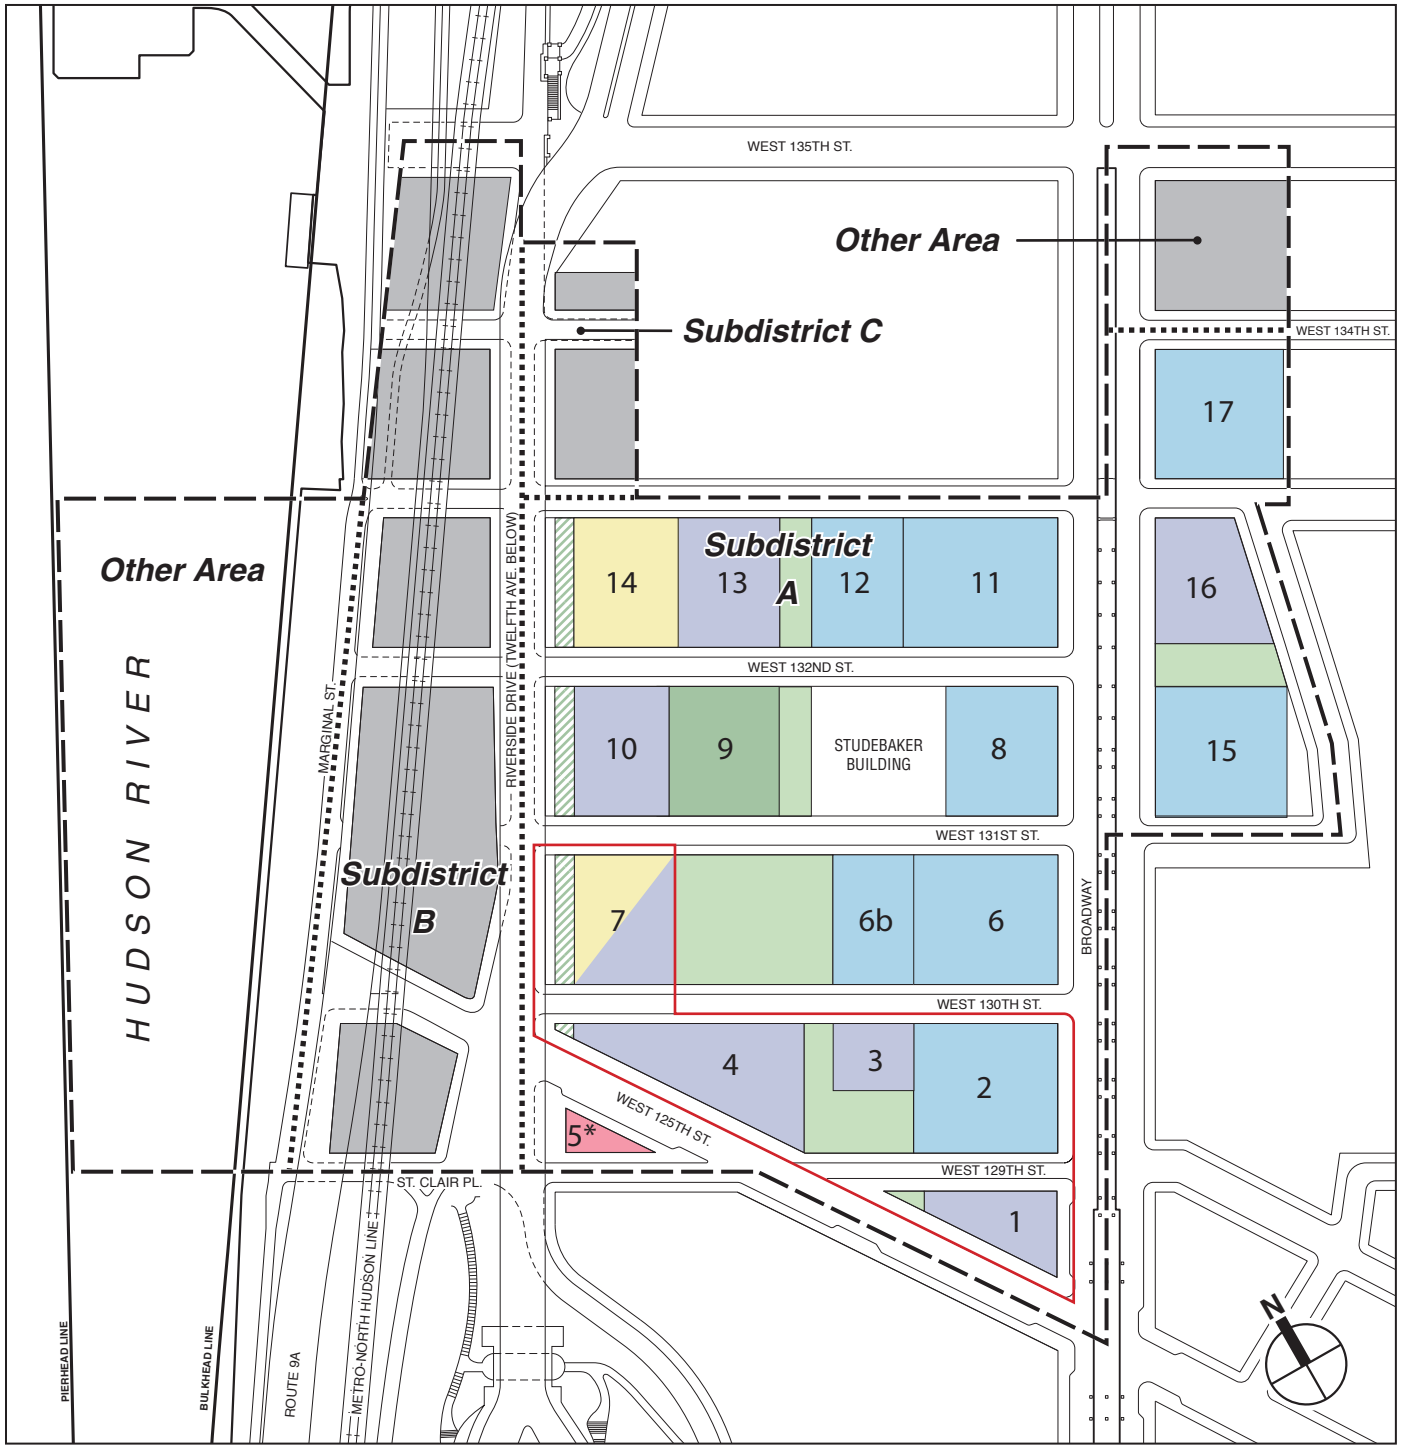 WEST 135TH ST.
Other Area
Subdistrict C
WEST 134TH ST.
17
Other Area
HUDSON RIVER
MARGINAL ST.
RIVERSIDE DRIVE (TWELFTH AVE. BELOW)
Subdistrict
A
14
13
12
11
16
WEST 132ND ST.
10
9
STUDEBAKER
BUILDING
8
15
WEST 131ST ST.
Subdistrict
B
7
6b
6
BROADWAY
WEST 130TH ST.
4
3
2
WEST 125TH ST.
5*
WEST 129TH ST.
ST. CLAIR PL.
1
N
PIERHEAD LINE
BULKHEAD LINE
ROUTE 9A
METRO-NORTH HUDSON LINE